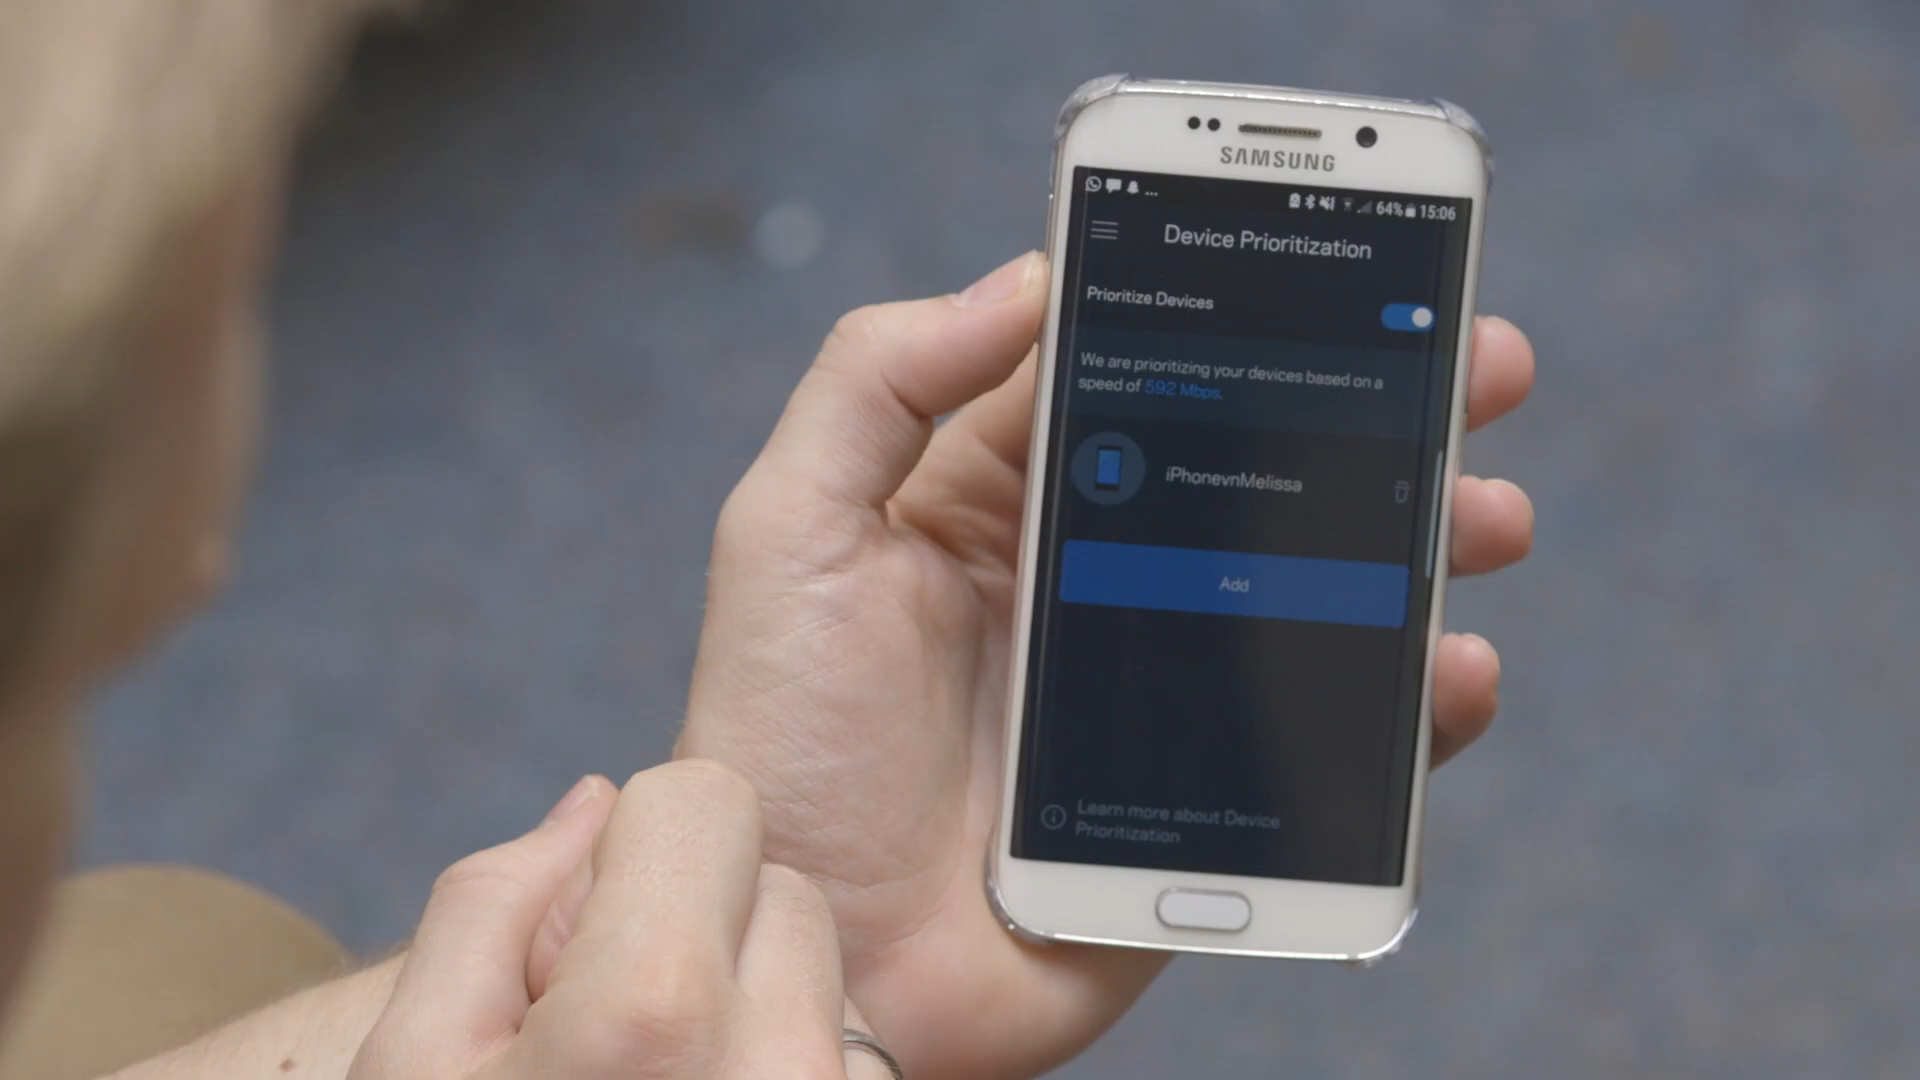 SAMSUNG
... 64% 15:06
Device Prioritization
Prioritize Devices
We are prioritizing your devices based on a
speed of 592 Mbps.
iPhonevnMelissa
Add
Learn more about Device
Prioritization